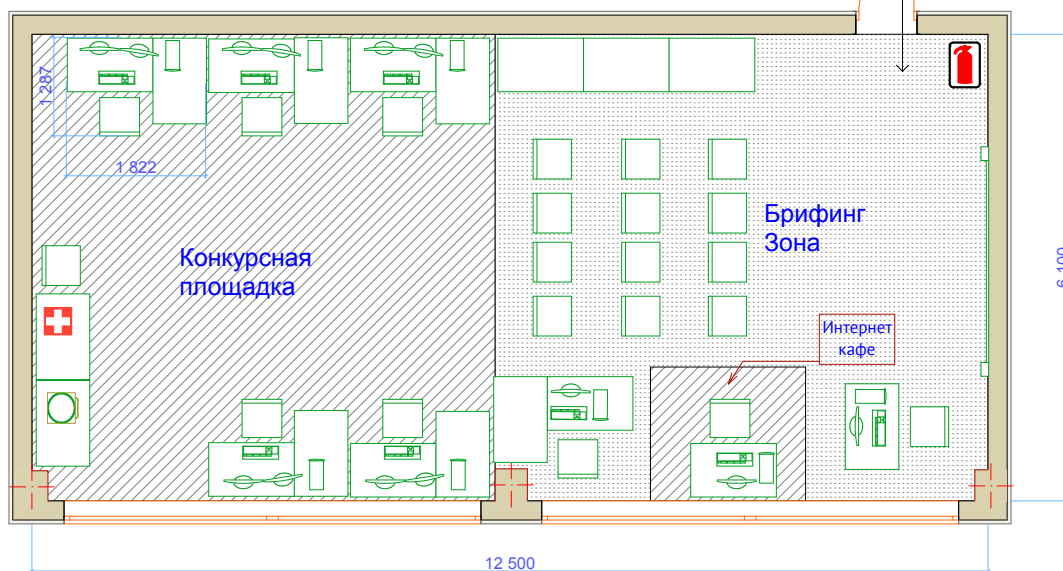 1 287
1 822
Конкурсная
площадка
Брифинг
Зона
Интернет
кафе
6 100
12 500